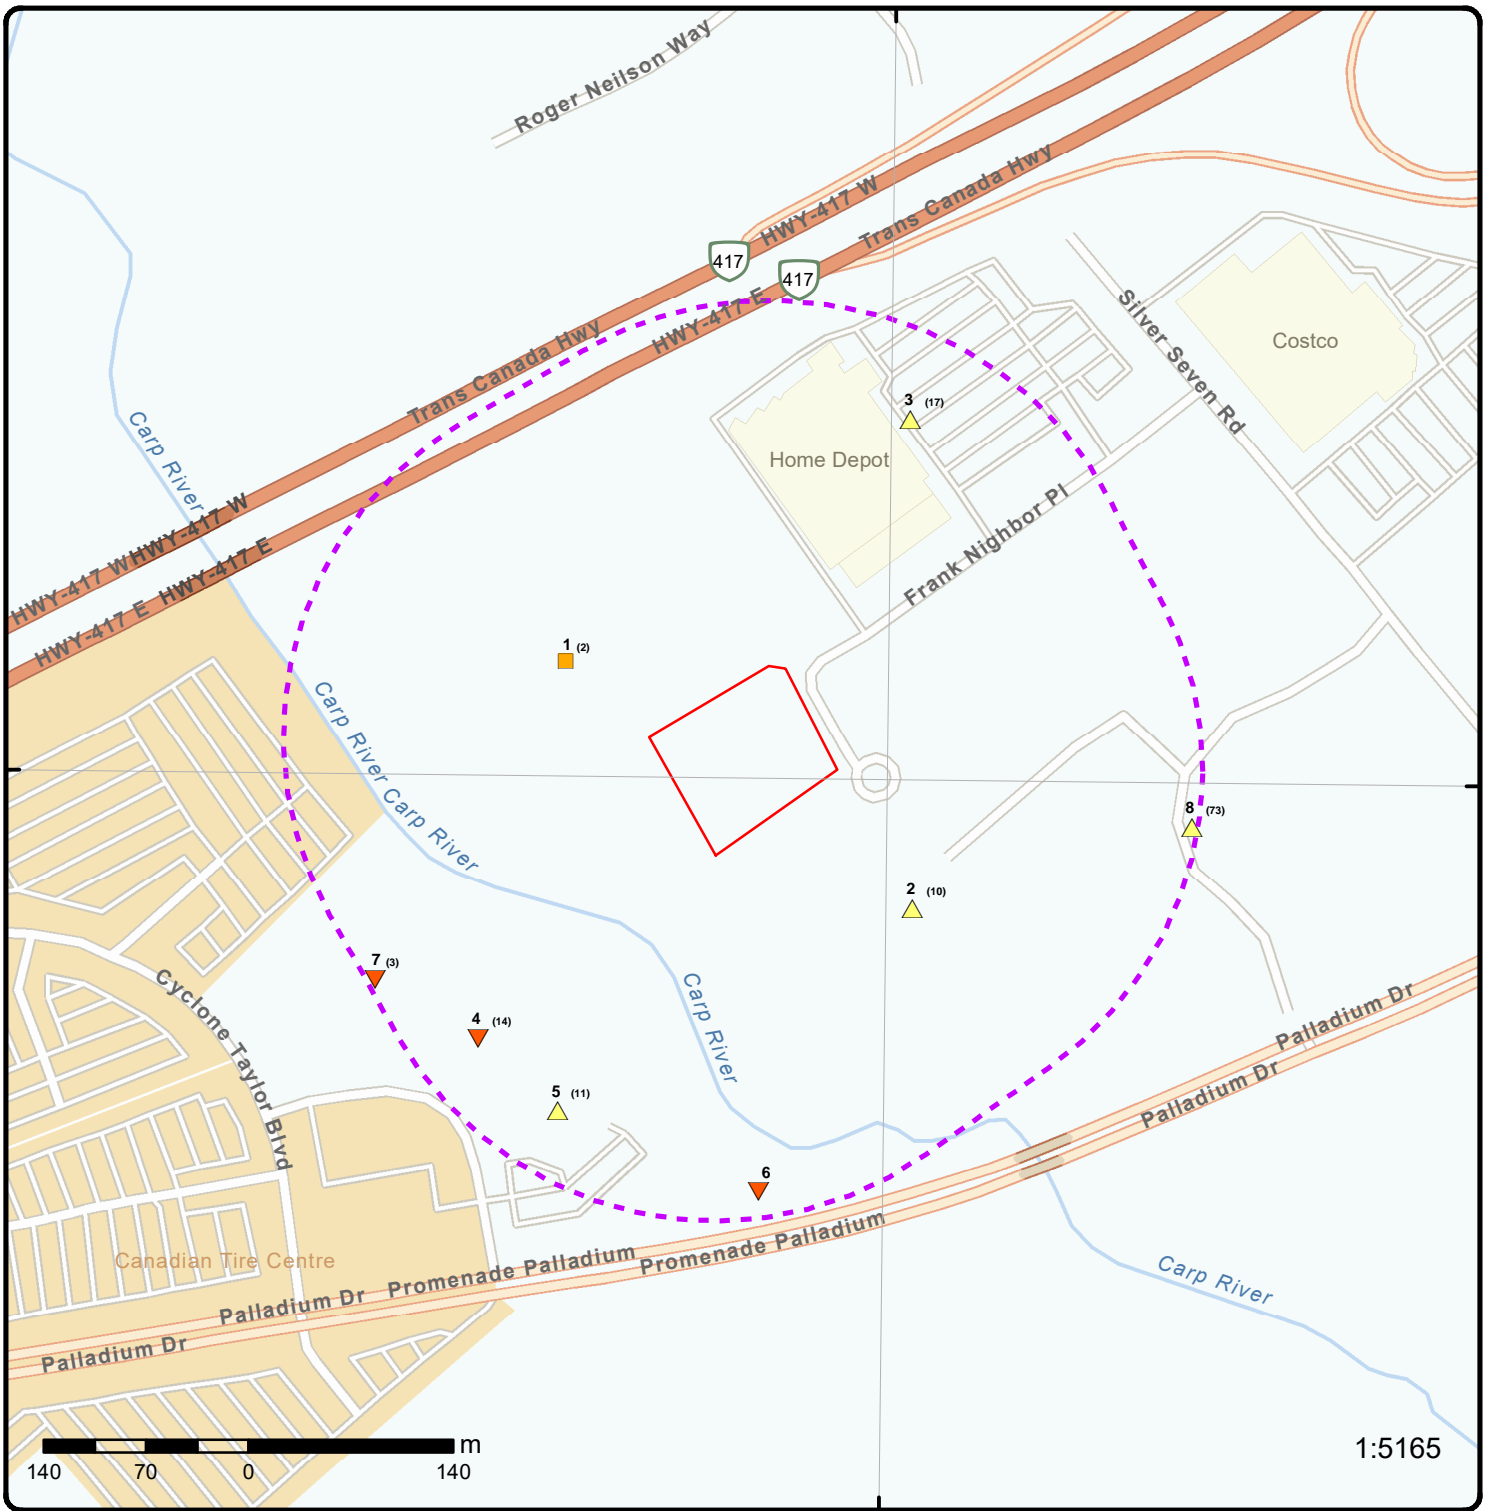 Roger Neilson Way
HWY-417 W
Trans Canada Hwy
417
417
HWY-417 E
Trans Canada Hwy
Silver Seven Rd
Costco
3 (17)
Home Depot
Carp River
HWY-417 W
HWY-417 W
HWY-417 E
HWY-417 E
Frank Nighbor Pl
1 (2)
Carp River
Carp River
8 (73)
2 (10)
7 (3)
4 (14)
Cyclone Taylor Blvd
Carp River
5 (11)
6
Palladium Dr
Palladium Dr
Canadian Tire Centre
Promenade Palladium
Promenade Palladium
Palladium Dr
Palladium Dr
Carp River
m
140 70 0 140
1:5165